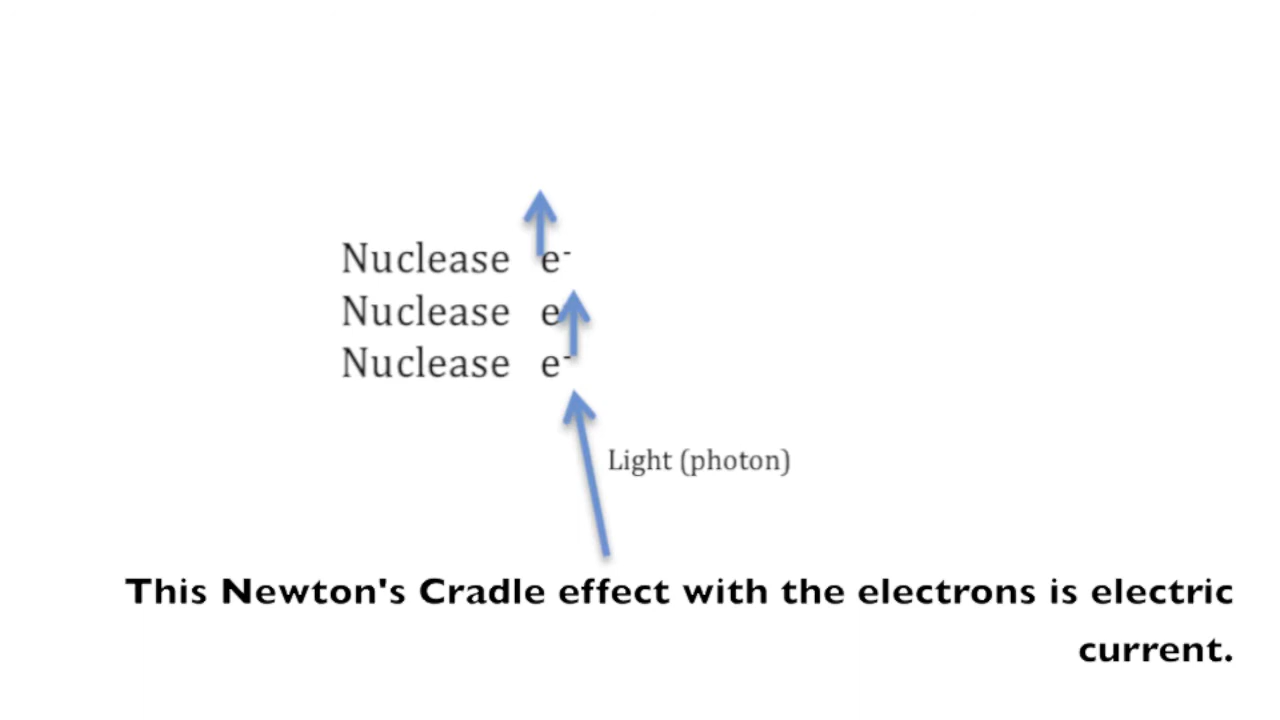 Nuclease e-
Nuclease e
Nuclease e-
Light (photon)
This Newton's Cradle effect with the electrons is electric
current.